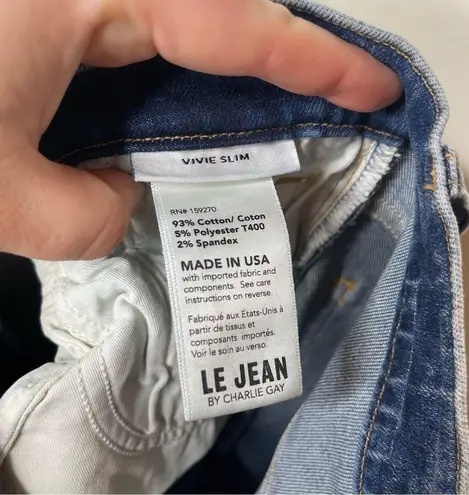 VIVIE SLIM
RN# 159270
93% Cotton/ Coton
5% Polyester T400
2% Spandex
MADE IN USA
with imported fabric and
components. See care
instructions on reverse.
Fabriqué aux États-Unis à
partir de tissus et
composants importés.
Voir le soin au verso.
LE JEAN
BY CHARLIE GAY